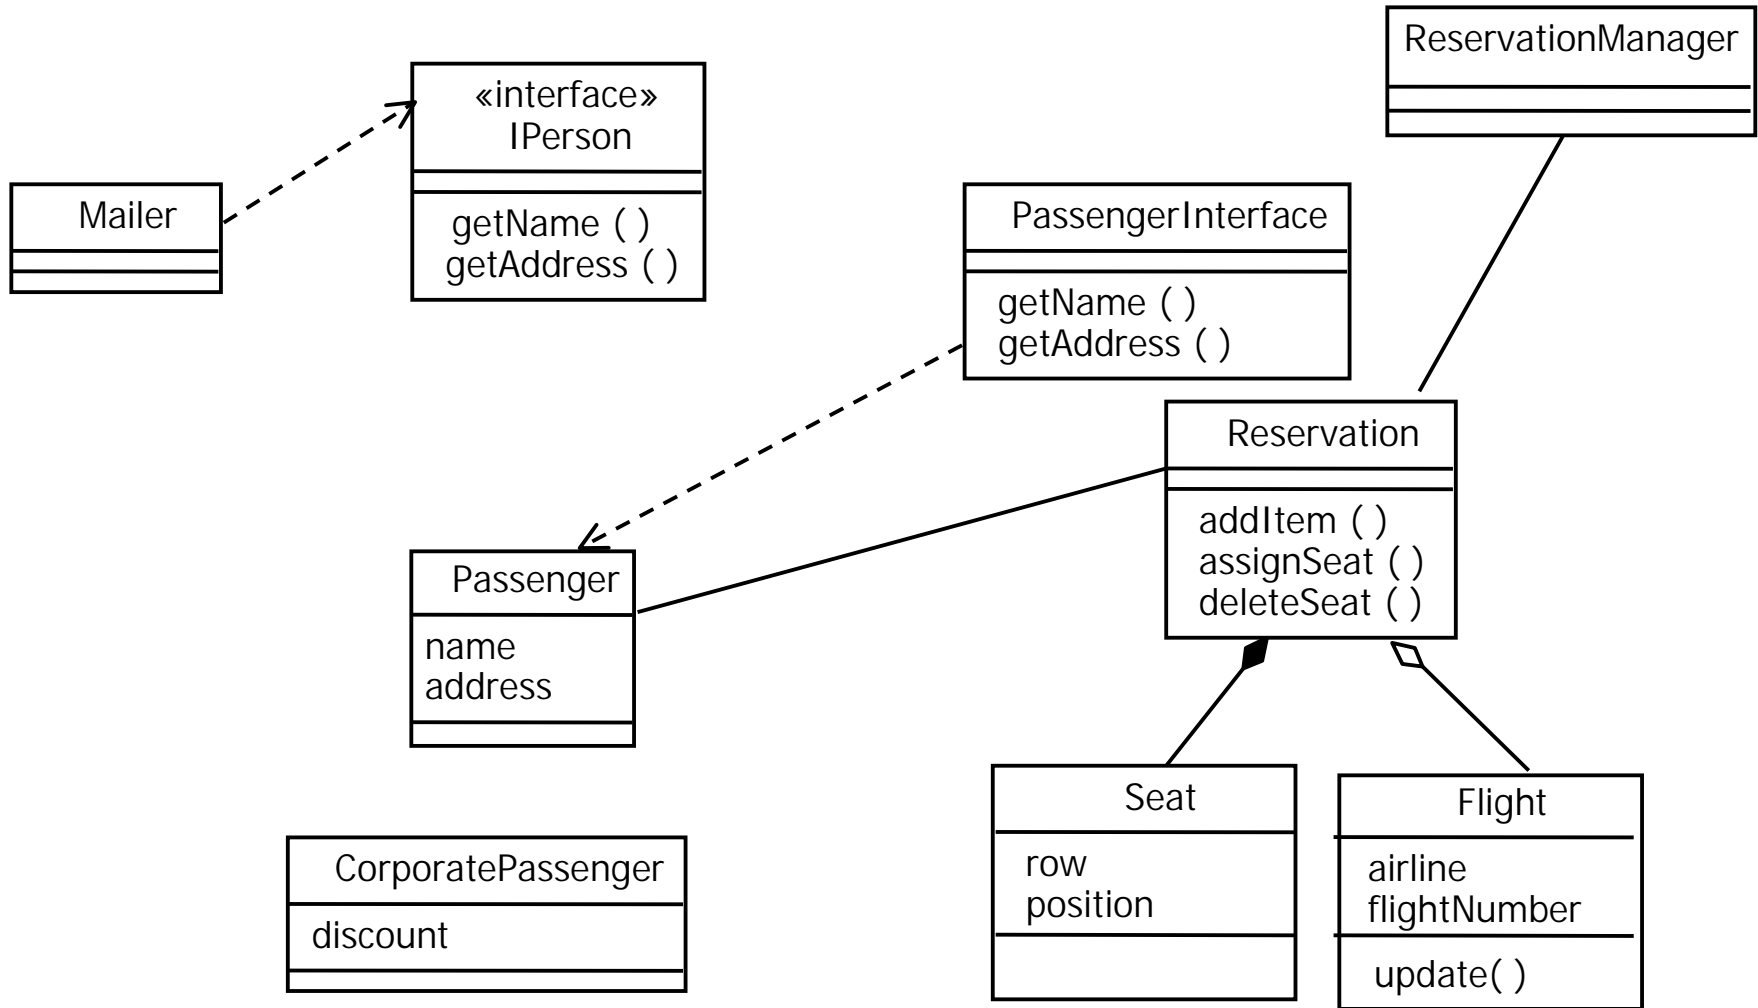 ReservationManager
«interface»
IPerson
getName ( )
getAddress ( )
Mailer
PassengerInterface
getName ( )
getAddress ( )
Reservation
addItem ( )
assignSeat ( )
deleteSeat ( )
Passenger
name
address
Seat
row
position
Flight
airline
flightNumber
update( )
CorporatePassenger
discount